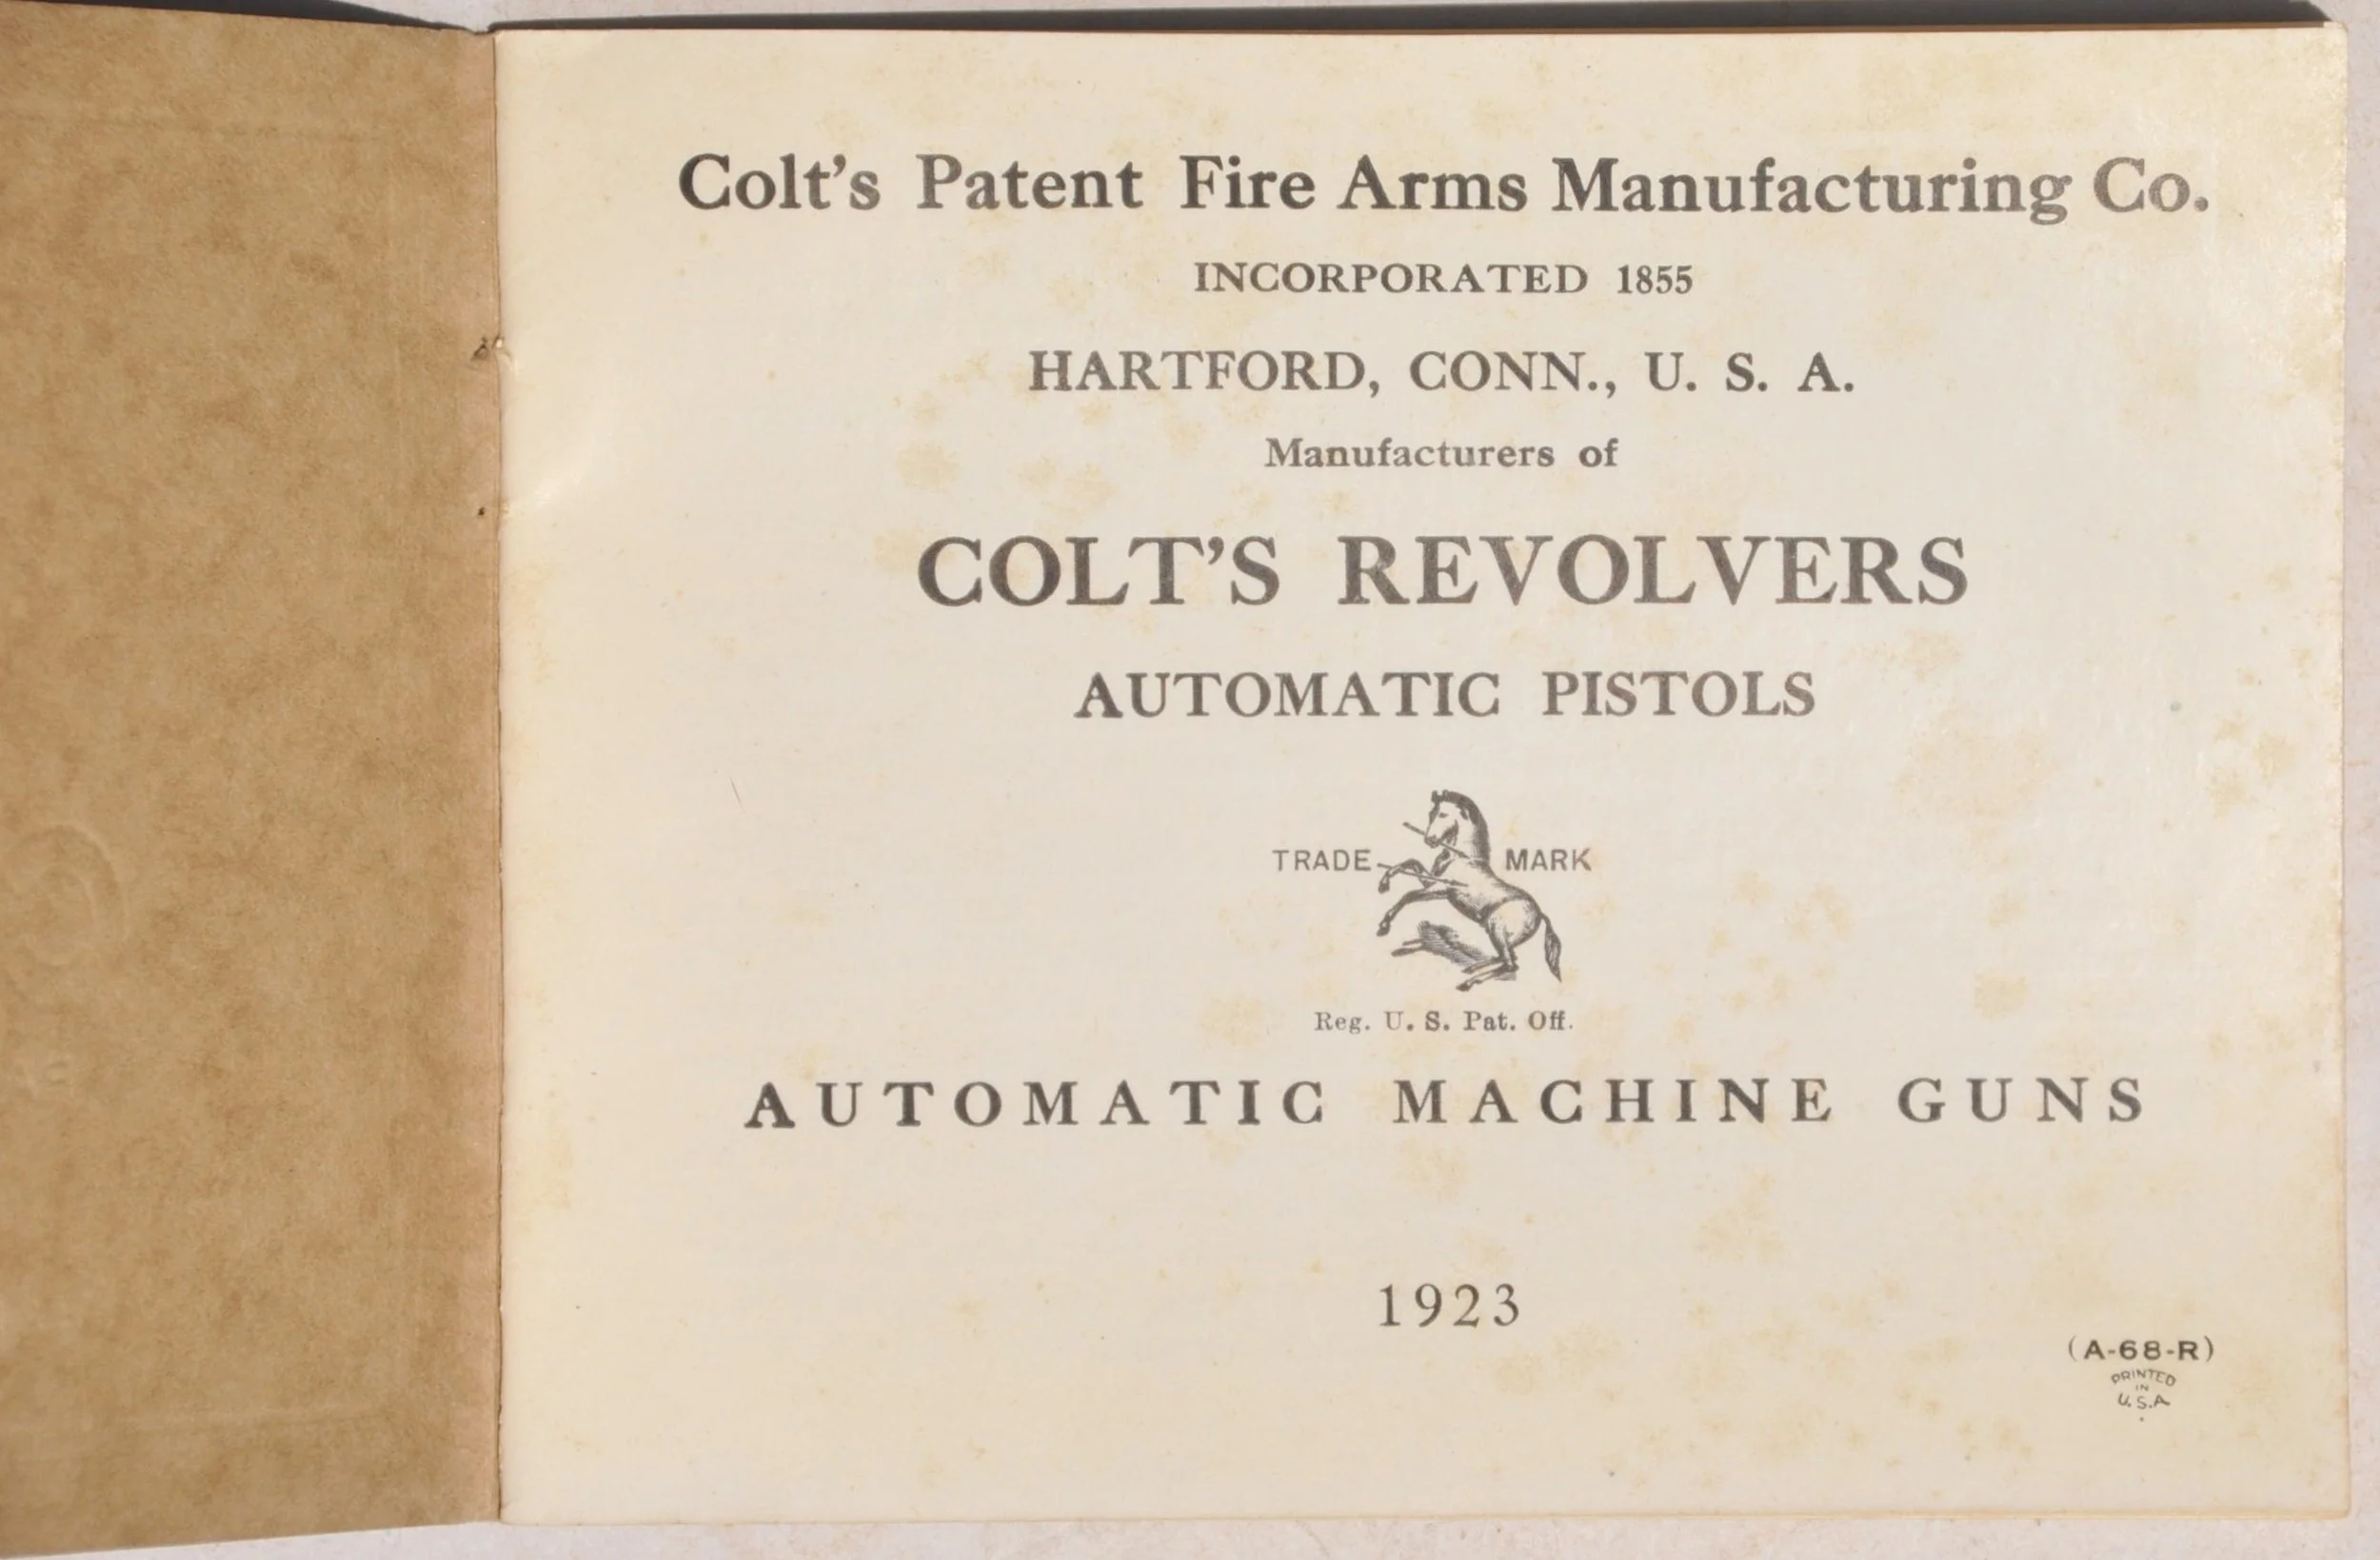 Colt's Patent Fire Arms Manufacturing Co.
INCORPORATED 1855
HARTFORD, CONN., U. S. A.
Manufacturers of
COLT'S REVOLVERS
AUTOMATIC PISTOLS
TRADE MARK
Reg. U. S. Pat. Off.
AUTOMATIC MACHINE GUNS
1923
(A-68-R)
PRINTED
IN
U.S.A